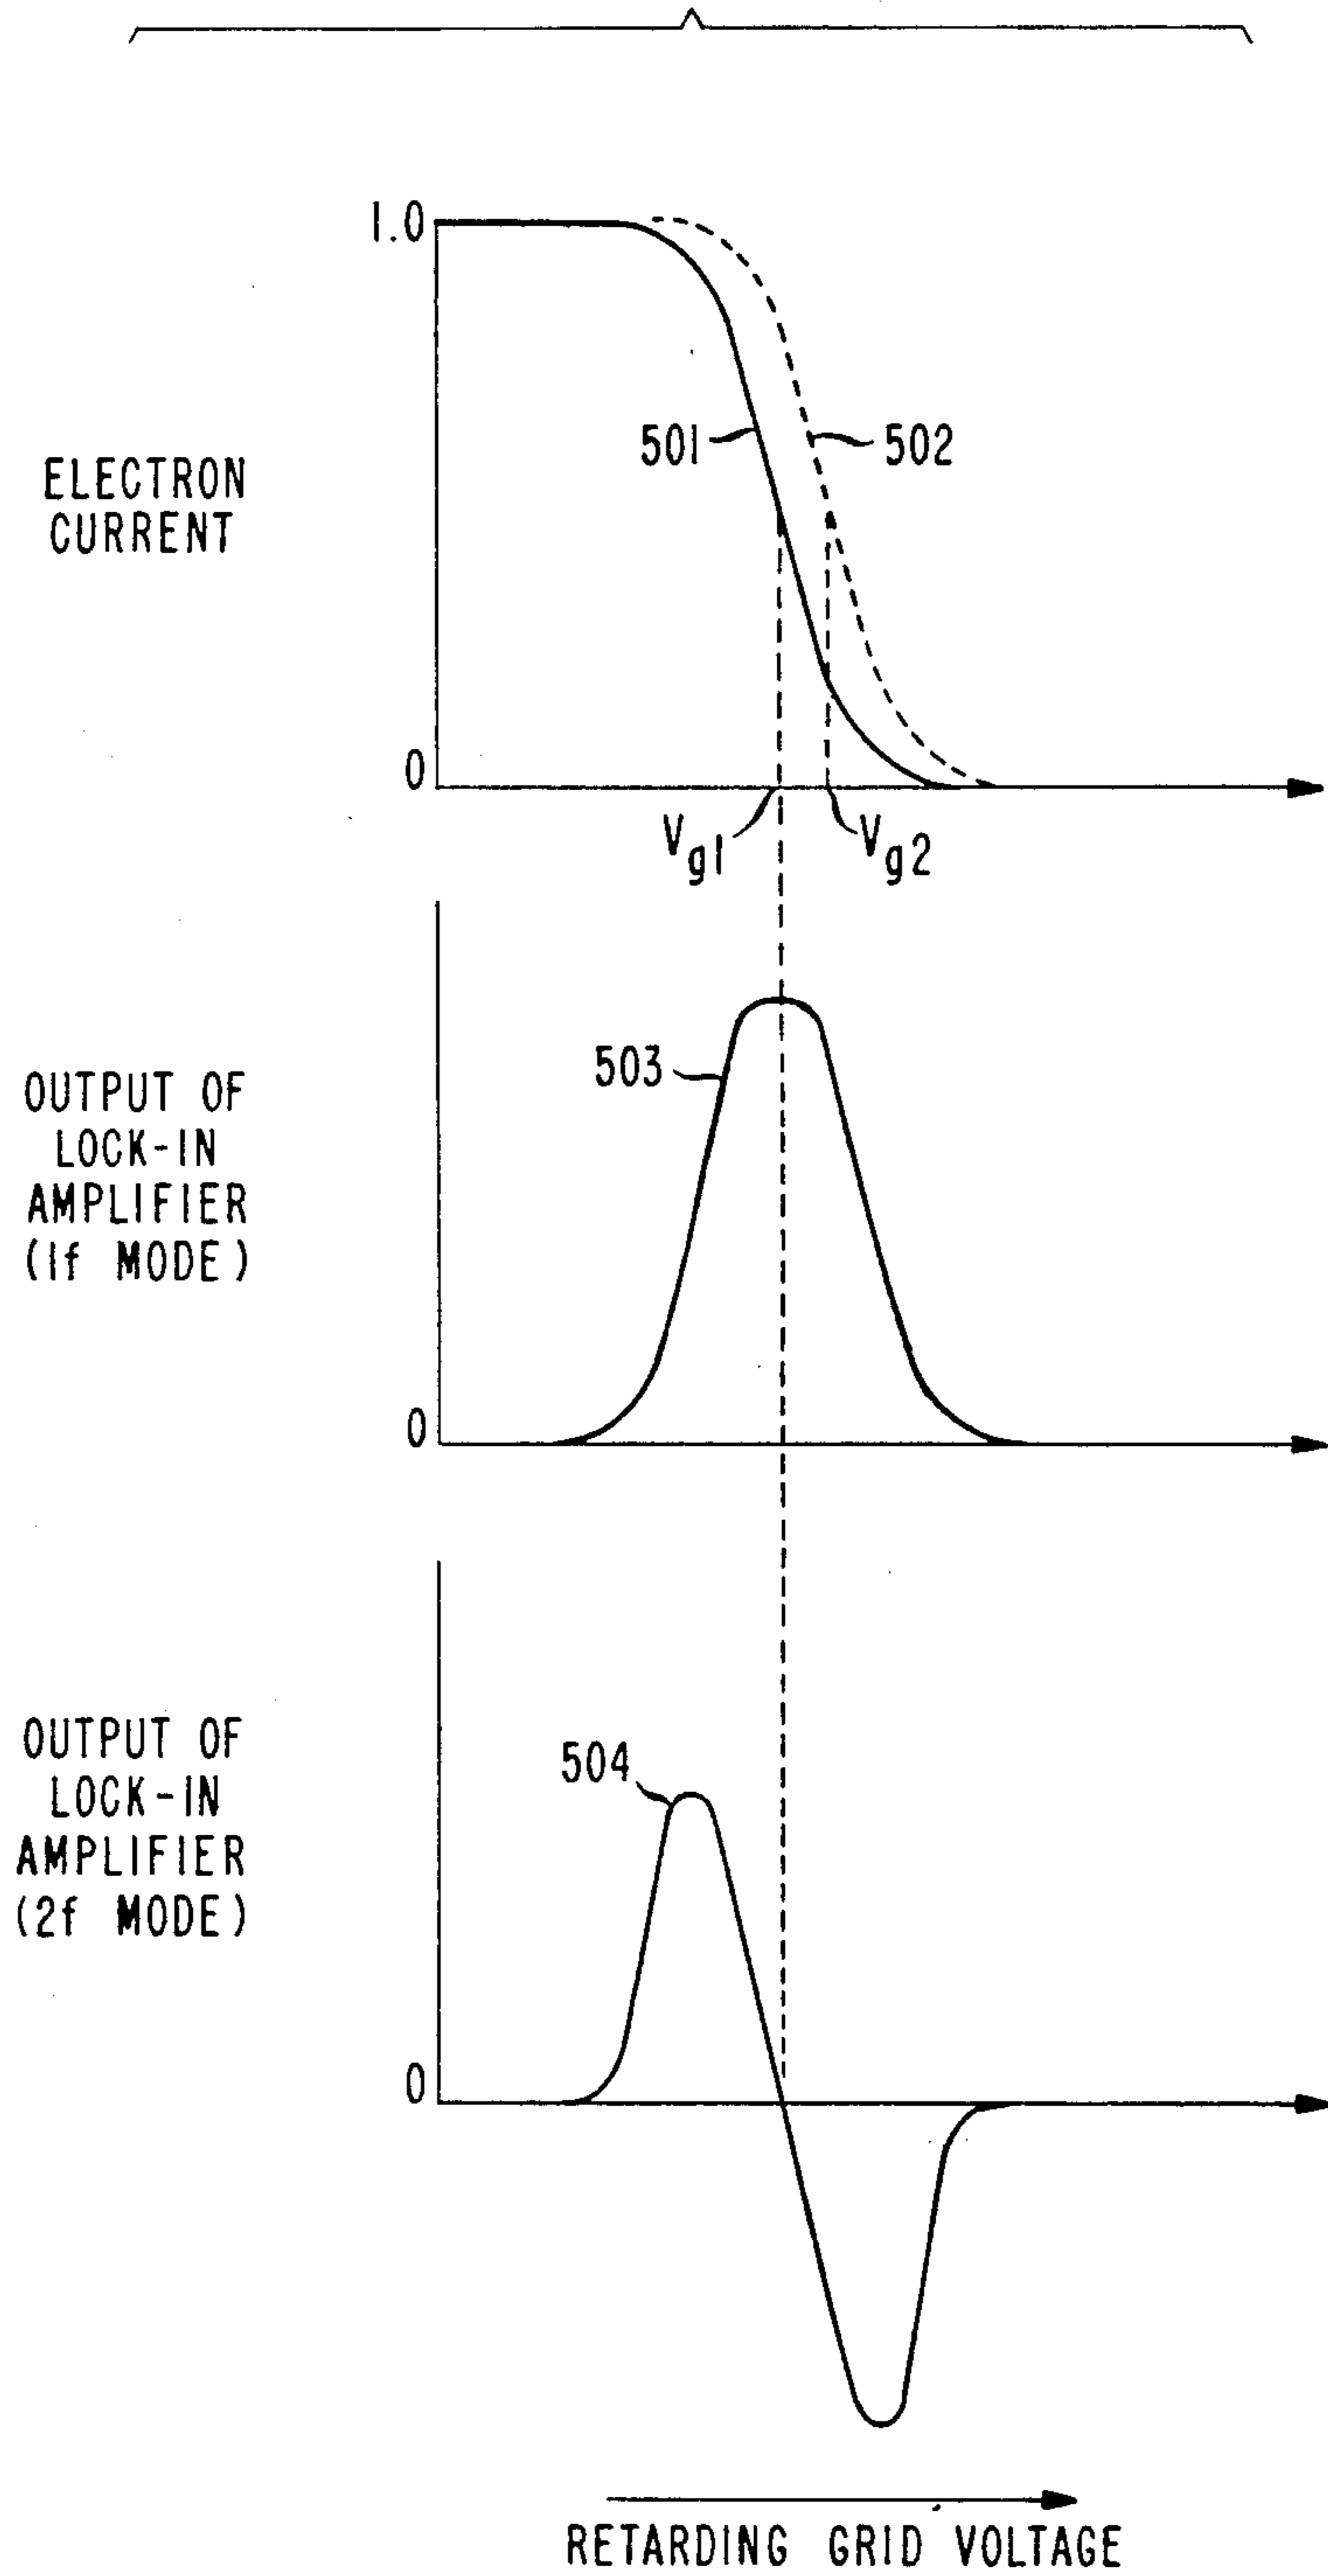 1.0
501
502
ELECTRON
CURRENT
0
Vg1
Vg2
503
OUTPUT OF
LOCK-IN
AMPLIFIER
(1f MODE)
0
504
OUTPUT OF
LOCK-IN
AMPLIFIER
(2f MODE)
0
RETARDING GRID VOLTAGE